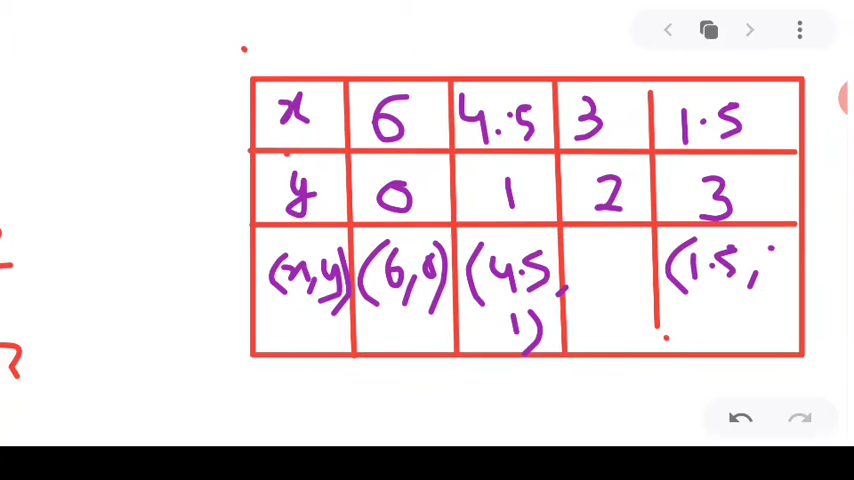 x 6 4.5 3 1.5
y 0 1 2 3
(x,y) (6,0) (4.5, (1.5,
1)